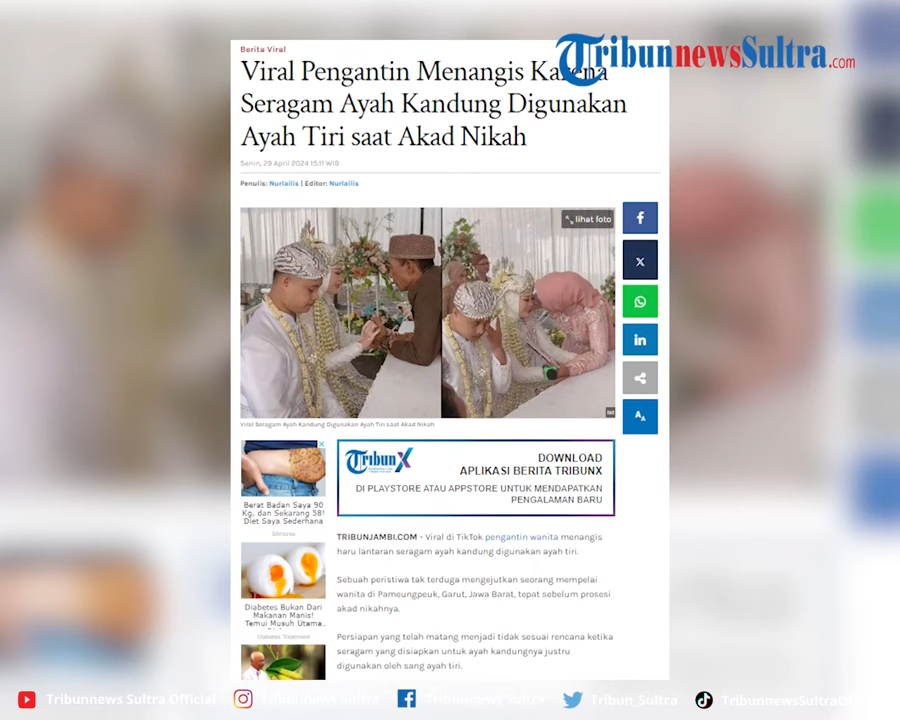 TribunnewsSultra.com
Berita Viral
Viral Pengantin Menangis Karena
Seragam Ayah Kandung Digunakan
Ayah Tiri saat Akad Nikah
Senin, 29 April 2024 15:11 WIB
Penulis: Nurlailis | Editor: Nurlailis
lihat foto
Viral Seragam Ayah Kandung Digunakan Ayah Tiri saat Akad Nikah
Berat Badan Saya 90
Kg, dan Sekarang 58!
Diet Saya Sederhana
Diabetes Bukan Dari
Makanan Manis!
Temui Musuh Utama..
Diabetes Treatment
TribunX
DOWNLOAD
APLIKASI BERITA TRIBUNX
DI PLAYSTORE ATAU APPSTORE UNTUK MENDAPATKAN
PENGALAMAN BARU
TRIBUNJAMBI.COM - Viral di TikTok pengantin wanita menangis
haru lantaran seragam ayah kandung digunakan ayah tiri.
Sebuah peristiwa tak terduga mengejutkan seorang mempelai
wanita di Pameungpeuk, Garut, Jawa Barat, tepat sebelum prosesi
akad nikahnya.
Persiapan yang telah matang menjadi tidak sesuai rencana ketika
seragam yang disiapkan untuk ayah kandungnya justru
digunakan oleh sang ayah tiri.
Tribunnews Sultra Official
Tribunnews Sultra
Tribunnews Sultra
Tribun_Sultra
TribunnewsSultraOf